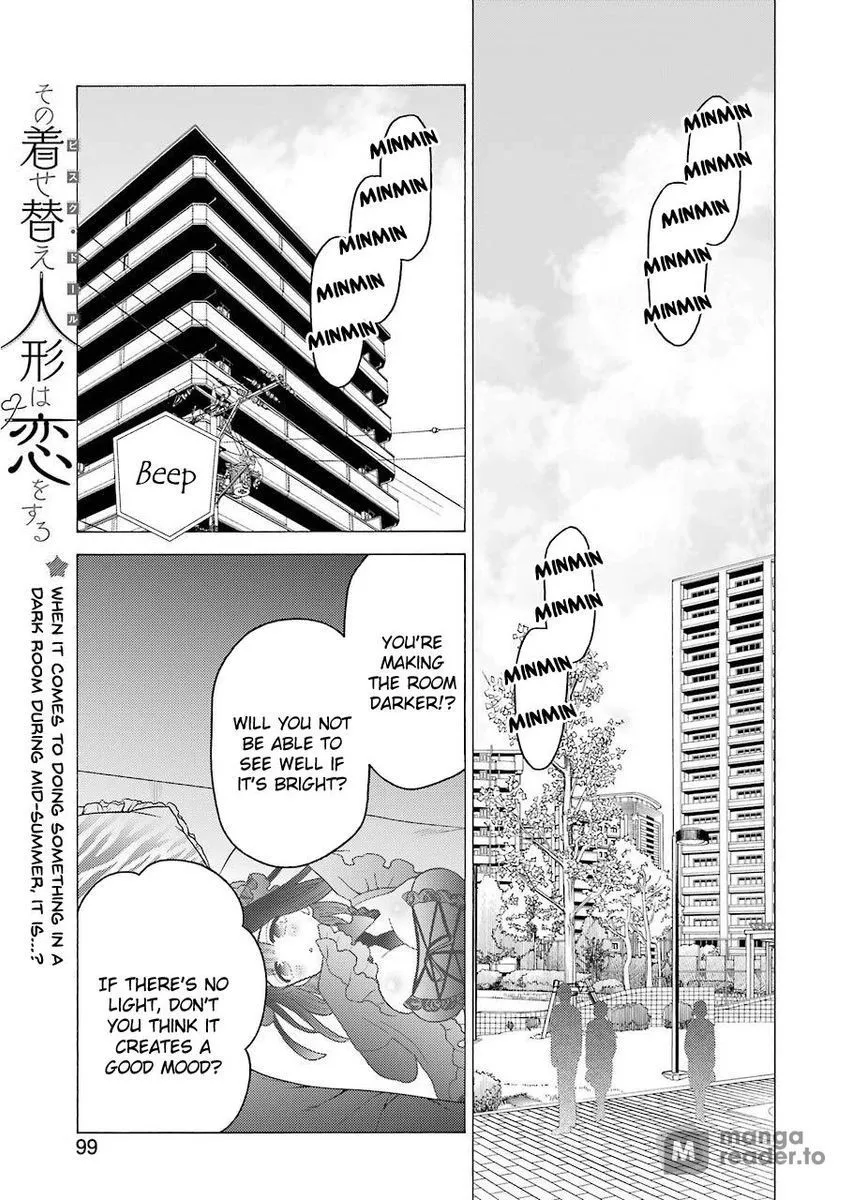 MINMIN
MINMIN
MINMIN
MINMIN
MINMIN
MINMIN
MINMIN
MINMIN
MINMIN
MINMIN
MINMIN
MINMIN
MINMIN
MINMIN
Beep
YOU'RE
MAKING
THE ROOM
DARKER!?
WILL YOU NOT
BE ABLE TO
SEE WELL IF
IT'S BRIGHT?
IF THERE'S NO
LIGHT, DON'T
YOU THINK IT
CREATES A
GOOD MOOD?
その着せ替え人形は恋をする
ビスク・ドール
WHEN IT COMES TO DOING SOMETHING IN A
DARK ROOM DURING MID-SUMMER, IT IS...?
99
M manga
reader.to